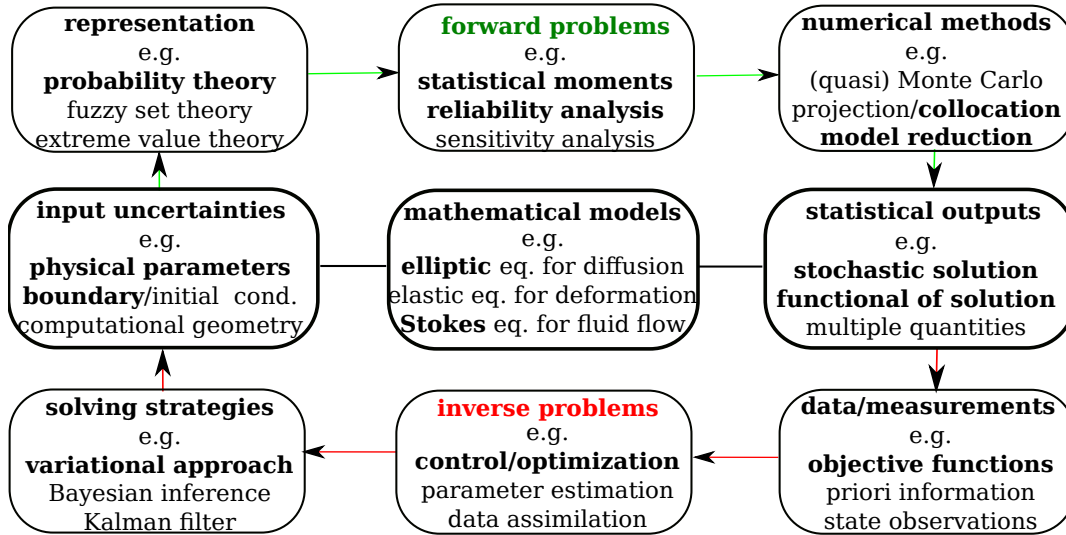 representation
e.g.
probability theory
fuzzy set theory
extreme value theory
forward problems
e.g.
statistical moments
reliability analysis
sensitivity analysis
numerical methods
e.g.
(quasi) Monte Carlo
projection/collocation
model reduction
input uncertainties
e.g.
physical parameters
boundary/initial cond.
computational geometry
mathematical models
e.g.
elliptic eq. for diffusion
elastic eq. for deformation
Stokes eq. for fluid flow
statistical outputs
e.g.
stochastic solution
functional of solution
multiple quantities
solving strategies
e.g.
variational approach
Bayesian inference
Kalman filter
inverse problems
e.g.
control/optimization
parameter estimation
data assimilation
data/measurements
e.g.
objective functions
priori information
state observations